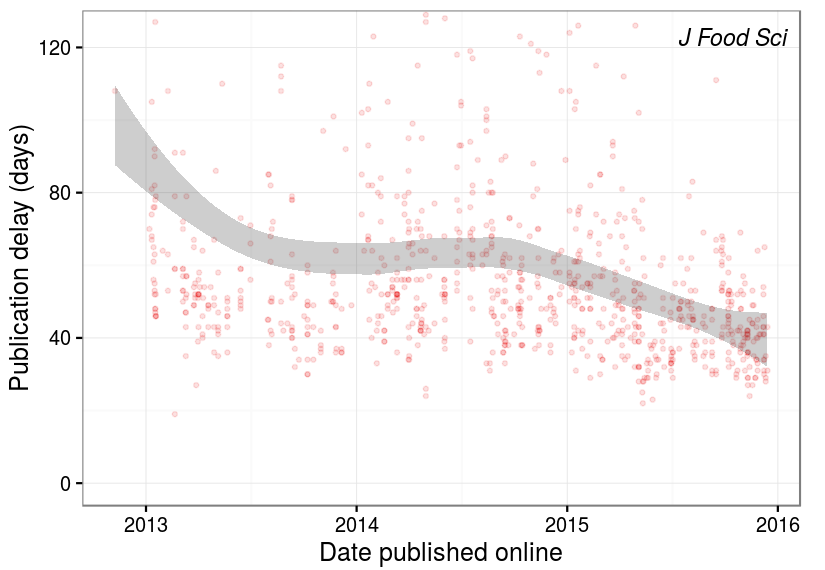 J Food Sci
120
80
40
0
Publication delay (days)
2013 2014 2015 2016
Date published online